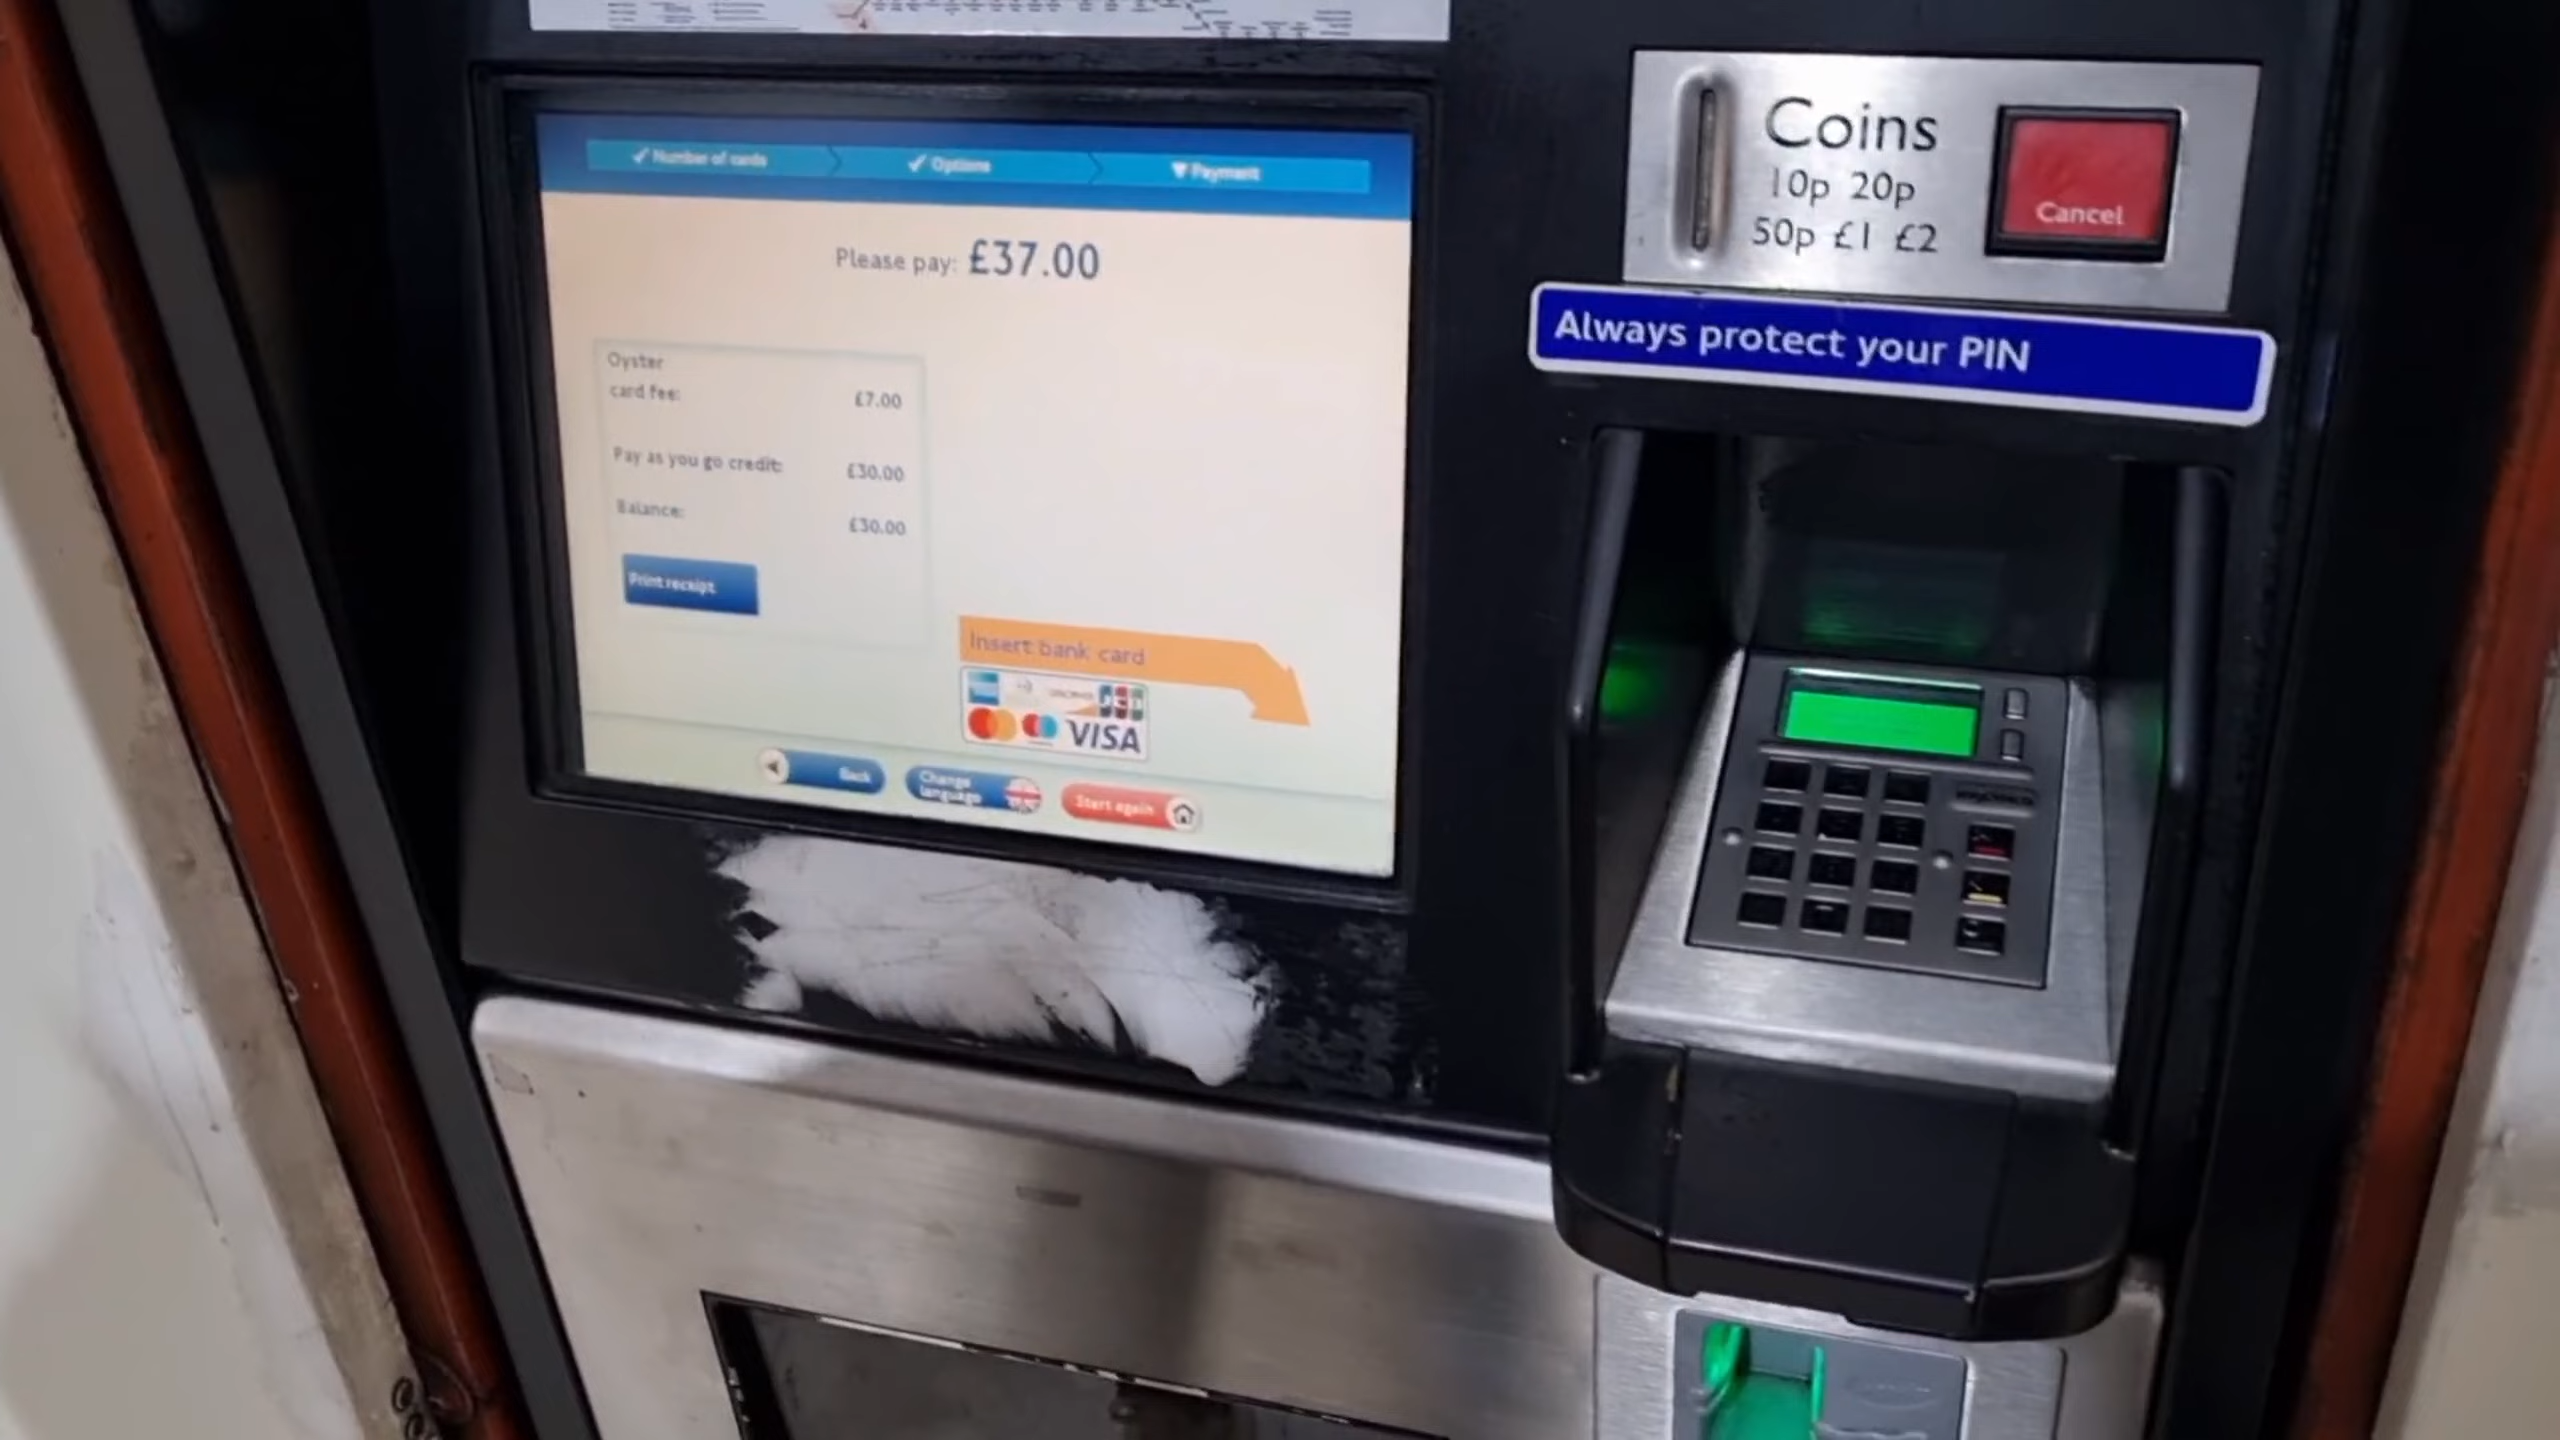 Number of cards
Options
Payment
Please pay: £37.00
Oyster
card fee: £7.00
Pay as you go credit: £30.00
Balance: £30.00
Print receipt
Insert bank card
DISCOVER JCB
VISA
Back
Change
language
Start again
Coins
10p 20p
50p £1 £2
Cancel
Always protect your PIN